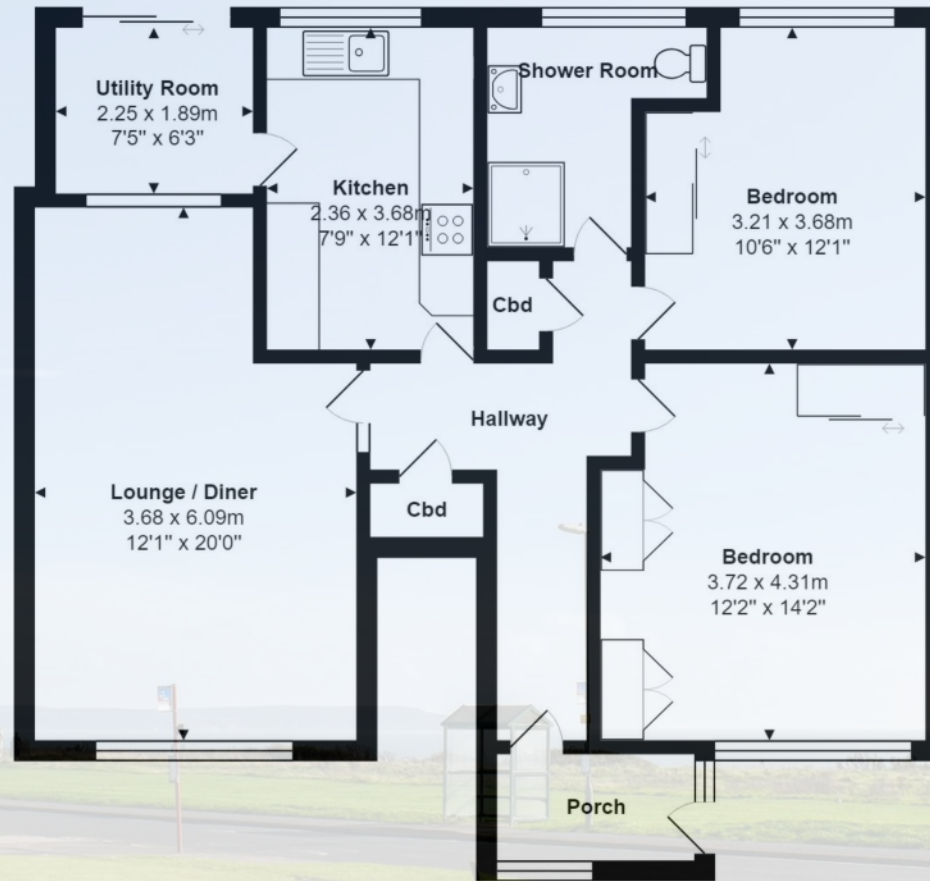 Utility Room
2.25 x 1.89m
7'5" x 6'3"
Kitchen
2.36 x 3.68m
7'9" x 12'1"
Shower Room
Bedroom
3.21 x 3.68m
10'6" x 12'1"
Cbd
Hallway
Lounge / Diner
3.68 x 6.09m
12'1" x 20'0"
Cbd
Bedroom
3.72 x 4.31m
12'2" x 14'2"
Porch